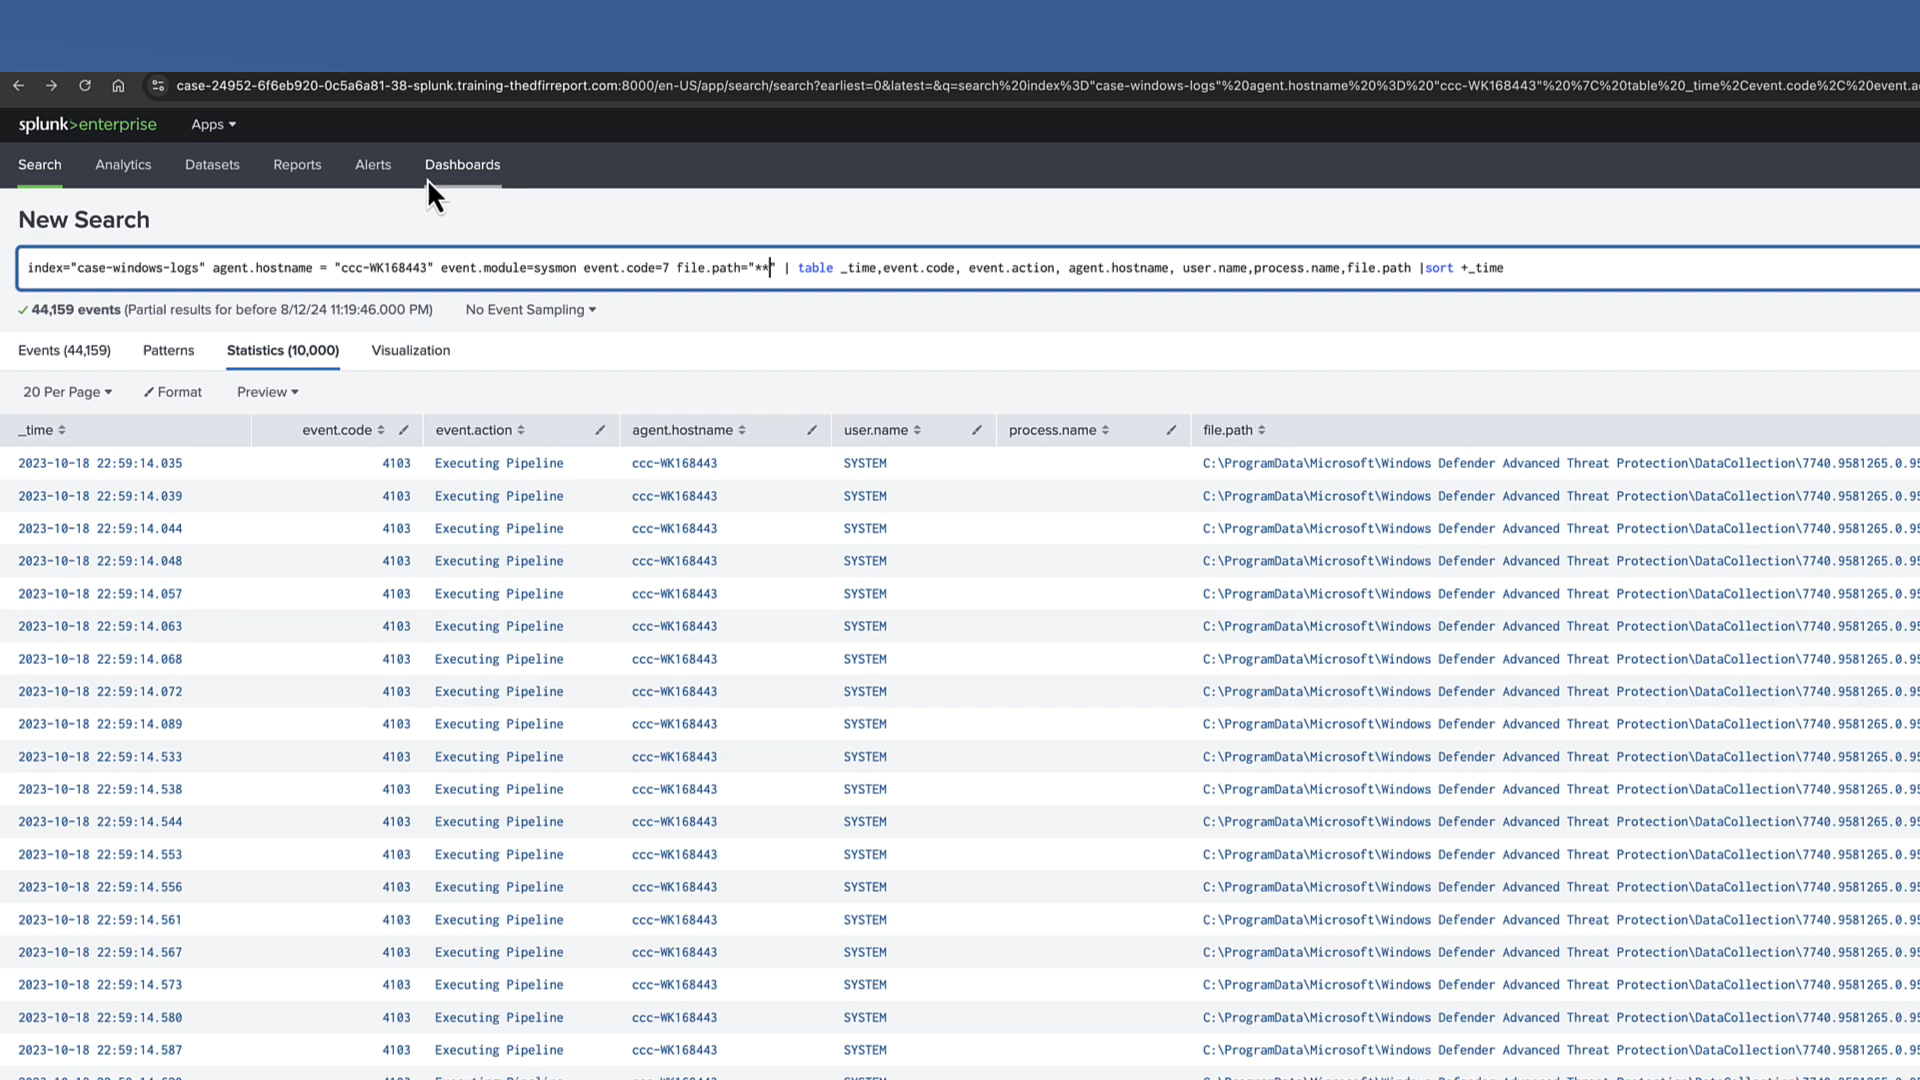 case-24952-6f6eb920-0c5a6a81-38-splunk.training-thedfirreport.com:8000/en-US/app/search/search?earliest=0&latest=&q=search%20index%3D"case-windows-logs"%20agent.hostname%20%3D%20"ccc-WK168443"%20%7C%20table%20_time%2Cevent.code%2C%20event.a
splunk>enterprise Apps
Search Analytics Datasets Reports Alerts Dashboards
New Search
index="case-windows-logs" agent.hostname = "ccc-WK168443" event.module=sysmon event.code=7 file.path="**" | table _time,event.code, event.action, agent.hostname, user.name,process.name,file.path |sort +_time
44,159 events (Partial results for before 8/12/24 11:19:46.000 PM) No Event Sampling
Events (44,159) Patterns Statistics (10,000) Visualization
20 Per Page Format Preview
_time event.code event.action agent.hostname user.name process.name file.path
2023-10-18 22:59:14.035 4103 Executing Pipeline ccc-WK168443 SYSTEM C:\ProgramData\Microsoft\Windows Defender Advanced Threat Protection\DataCollection\7740.9581265.0.95
2023-10-18 22:59:14.039 4103 Executing Pipeline ccc-WK168443 SYSTEM C:\ProgramData\Microsoft\Windows Defender Advanced Threat Protection\DataCollection\7740.9581265.0.95
2023-10-18 22:59:14.044 4103 Executing Pipeline ccc-WK168443 SYSTEM C:\ProgramData\Microsoft\Windows Defender Advanced Threat Protection\DataCollection\7740.9581265.0.95
2023-10-18 22:59:14.048 4103 Executing Pipeline ccc-WK168443 SYSTEM C:\ProgramData\Microsoft\Windows Defender Advanced Threat Protection\DataCollection\7740.9581265.0.95
2023-10-18 22:59:14.057 4103 Executing Pipeline ccc-WK168443 SYSTEM C:\ProgramData\Microsoft\Windows Defender Advanced Threat Protection\DataCollection\7740.9581265.0.95
2023-10-18 22:59:14.063 4103 Executing Pipeline ccc-WK168443 SYSTEM C:\ProgramData\Microsoft\Windows Defender Advanced Threat Protection\DataCollection\7740.9581265.0.95
2023-10-18 22:59:14.068 4103 Executing Pipeline ccc-WK168443 SYSTEM C:\ProgramData\Microsoft\Windows Defender Advanced Threat Protection\DataCollection\7740.9581265.0.95
2023-10-18 22:59:14.072 4103 Executing Pipeline ccc-WK168443 SYSTEM C:\ProgramData\Microsoft\Windows Defender Advanced Threat Protection\DataCollection\7740.9581265.0.95
2023-10-18 22:59:14.089 4103 Executing Pipeline ccc-WK168443 SYSTEM C:\ProgramData\Microsoft\Windows Defender Advanced Threat Protection\DataCollection\7740.9581265.0.95
2023-10-18 22:59:14.533 4103 Executing Pipeline ccc-WK168443 SYSTEM C:\ProgramData\Microsoft\Windows Defender Advanced Threat Protection\DataCollection\7740.9581265.0.95
2023-10-18 22:59:14.538 4103 Executing Pipeline ccc-WK168443 SYSTEM C:\ProgramData\Microsoft\Windows Defender Advanced Threat Protection\DataCollection\7740.9581265.0.95
2023-10-18 22:59:14.544 4103 Executing Pipeline ccc-WK168443 SYSTEM C:\ProgramData\Microsoft\Windows Defender Advanced Threat Protection\DataCollection\7740.9581265.0.95
2023-10-18 22:59:14.553 4103 Executing Pipeline ccc-WK168443 SYSTEM C:\ProgramData\Microsoft\Windows Defender Advanced Threat Protection\DataCollection\7740.9581265.0.95
2023-10-18 22:59:14.556 4103 Executing Pipeline ccc-WK168443 SYSTEM C:\ProgramData\Microsoft\Windows Defender Advanced Threat Protection\DataCollection\7740.9581265.0.95
2023-10-18 22:59:14.561 4103 Executing Pipeline ccc-WK168443 SYSTEM C:\ProgramData\Microsoft\Windows Defender Advanced Threat Protection\DataCollection\7740.9581265.0.95
2023-10-18 22:59:14.567 4103 Executing Pipeline ccc-WK168443 SYSTEM C:\ProgramData\Microsoft\Windows Defender Advanced Threat Protection\DataCollection\7740.9581265.0.95
2023-10-18 22:59:14.573 4103 Executing Pipeline ccc-WK168443 SYSTEM C:\ProgramData\Microsoft\Windows Defender Advanced Threat Protection\DataCollection\7740.9581265.0.95
2023-10-18 22:59:14.580 4103 Executing Pipeline ccc-WK168443 SYSTEM C:\ProgramData\Microsoft\Windows Defender Advanced Threat Protection\DataCollection\7740.9581265.0.95
2023-10-18 22:59:14.587 4103 Executing Pipeline ccc-WK168443 SYSTEM C:\ProgramData\Microsoft\Windows Defender Advanced Threat Protection\DataCollection\7740.9581265.0.95